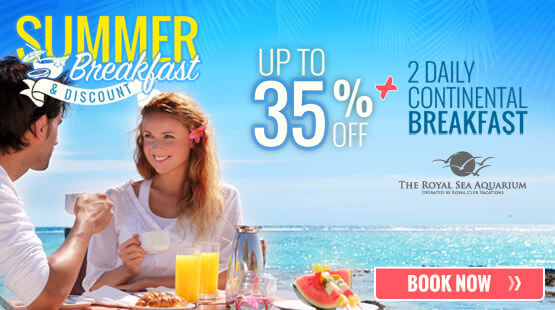 SUMMER
Breakfast
& DISCOUNT
UP TO
35% OFF
+
2 DAILY
CONTINENTAL
BREAKFAST
THE ROYAL SEA AQUARIUM
OPERATED BY ROYAL CLUB VACATIONS
BOOK NOW »